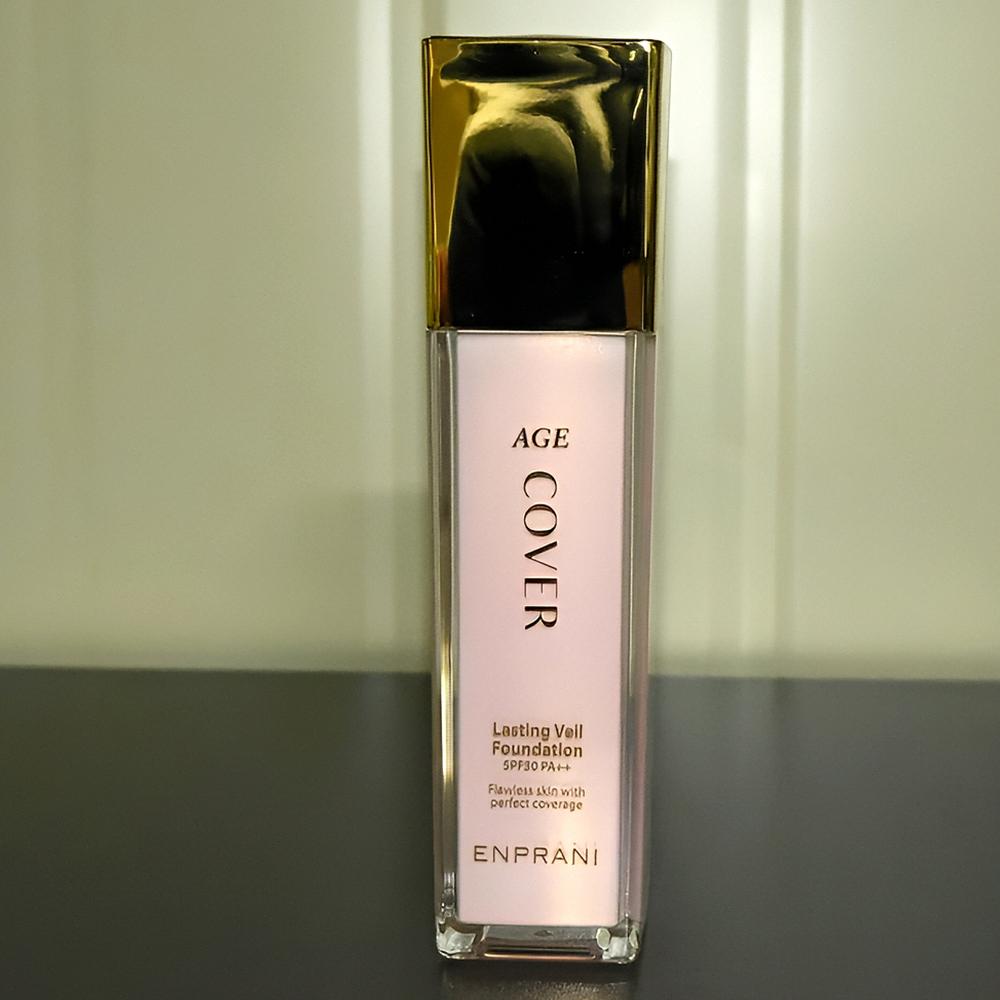 AGE
COVER
Lasting Veil
Foundation
SPF30 PA++
Flawless skin with
perfect coverage
ENPRANI